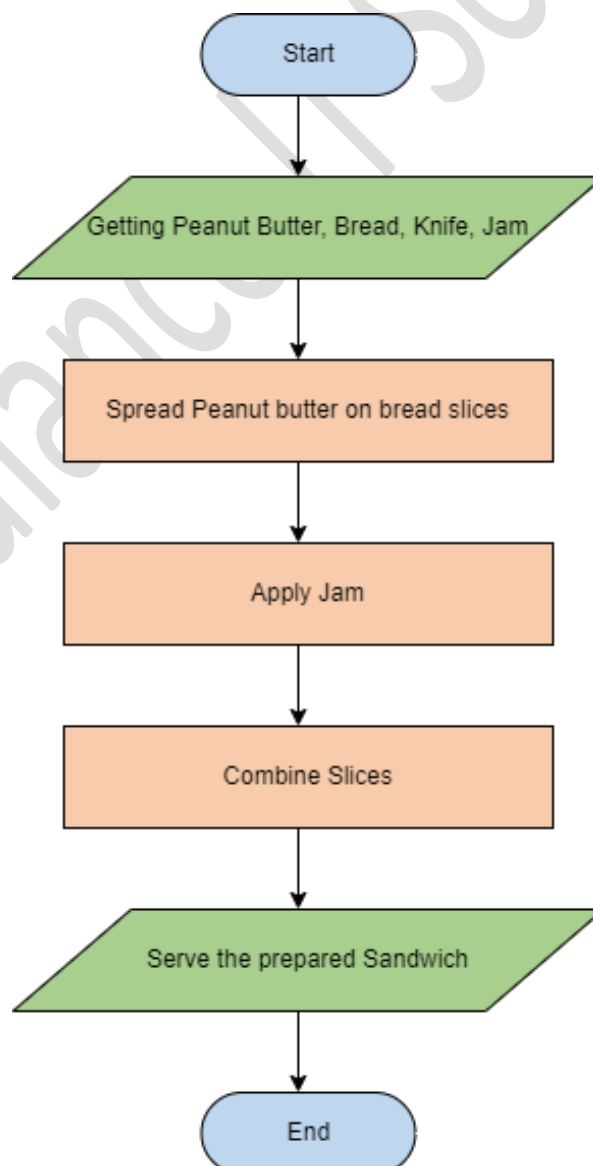 Start
Getting Peanut Butter, Bread, Knife, Jam
Spread Peanut butter on bread slices
Apply Jam
Combine Slices
Serve the prepared Sandwich
End